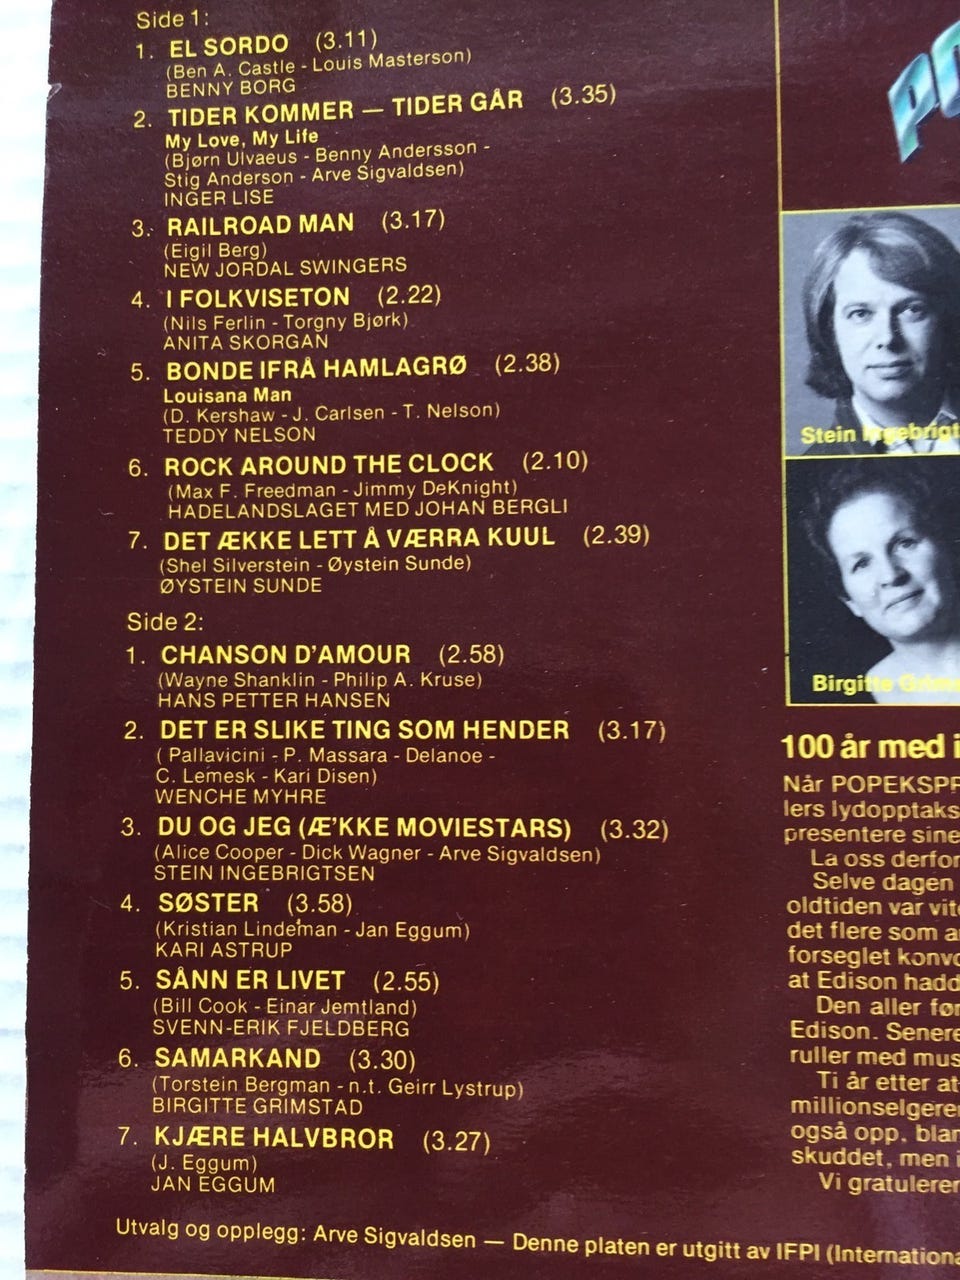 Side 1:
1. EL SORDO (3.11)
(Ben A. Castle - Louis Masterson)
BENNY BORG
2. TIDER KOMMER — TIDER GÅR (3.35)
My Love, My Life
(Bjørn Ulvaeus - Benny Andersson -
Stig Anderson - Arve Sigvaldsen)
INGER LISE
3. RAILROAD MAN (3.17)
(Eigil Berg)
NEW JORDAL SWINGERS
4. I FOLKVISETON (2.22)
(Nils Ferlin - Torgny Bjørk)
ANITA SKORGAN
5. BONDE IFRÅ HAMLAGRØ (2.38)
Louisana Man
(D. Kershaw - J. Carlsen - T. Nelson)
TEDDY NELSON
6. ROCK AROUND THE CLOCK (2.10)
(Max F. Freedman - Jimmy DeKnight)
HADELANDSLAGET MED JOHAN BERGLI
7. DET ÆKKE LETT Å VÆRRA KUUL (2.39)
(Shel Silverstein - Øystein Sunde)
ØYSTEIN SUNDE
Side 2:
1. CHANSON D'AMOUR (2.58)
(Wayne Shanklin - Philip A. Kruse)
HANS PETTER HANSEN
2. DET ER SLIKE TING SOM HENDER (3.17)
( Pallavicini - P. Massara - Delanoe -
C. Lemesk - Kari Disen)
WENCHE MYHRE
3. DU OG JEG (Æ'KKE MOVIESTARS) (3.32)
(Alice Cooper - Dick Wagner - Arve Sigvaldsen)
STEIN INGEBRIGTSEN
4. SØSTER (3.58)
(Kristian Lindeman - Jan Eggum)
KARI ASTRUP
5. SÅNN ER LIVET (2.55)
(Bill Cook - Einar Jemtland)
SVENN-ERIK FJELDBERG
6. SAMARKAND (3.30)
(Torstein Bergman - n.t. Geirr Lystrup)
BIRGITTE GRIMSTAD
7. KJÆRE HALVBROR (3.27)
(J. Eggum)
JAN EGGUM
Utvalg og opplegg: Arve Sigvaldsen — Denne platen er utgitt av IFPI (Internationa
Stein Ingebrigt
Birgitte Grims
100 år med i
Når POPEKSPR
lers lydopptaks
presentere sine
La oss derfor
Selve dagen
oldtiden var vite
det flere som a
forseglet konvo
at Edison hadd
Den aller før
Edison. Senere
ruller med mus
Ti år etter at
millionselgere
også opp, blan
skuddet, men i
Vi gratulerer